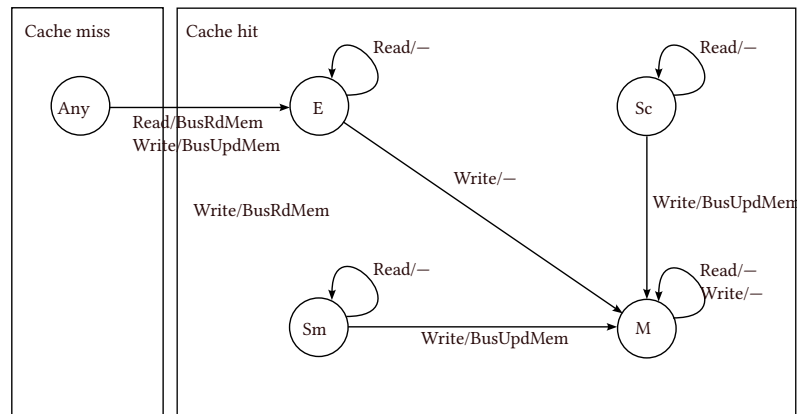 Cache miss
Cache hit
Read/—
Read/—
Any
E
Sc
Read/BusRdMem
Write/BusUpdMem
Write/—
Write/BusUpdMem
Write/BusRdMem
Read/—
Read/—
Write/—
Sm
M
Write/BusUpdMem